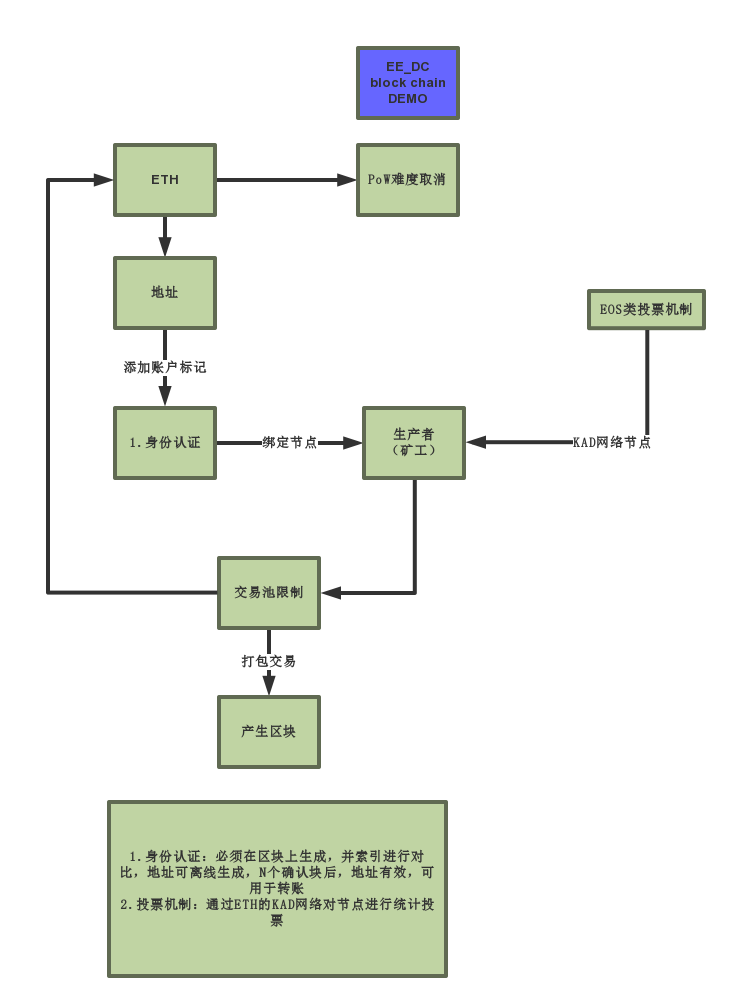 EE_DC
block chain
DEMO
ETH
PoW难度取消
地址
EOS类投票机制
添加账户标记
1.身份认证
绑定节点
生产者
（矿工）
KAD网络节点
交易池限制
打包交易
产生区块
1.身份认证：必须在区块上生成，并索引进行对
比，地址可离线生成，N个确认块后，地址有效，可
用于转账
2.投票机制：通过ETH的KAD网络对节点进行统计投
票